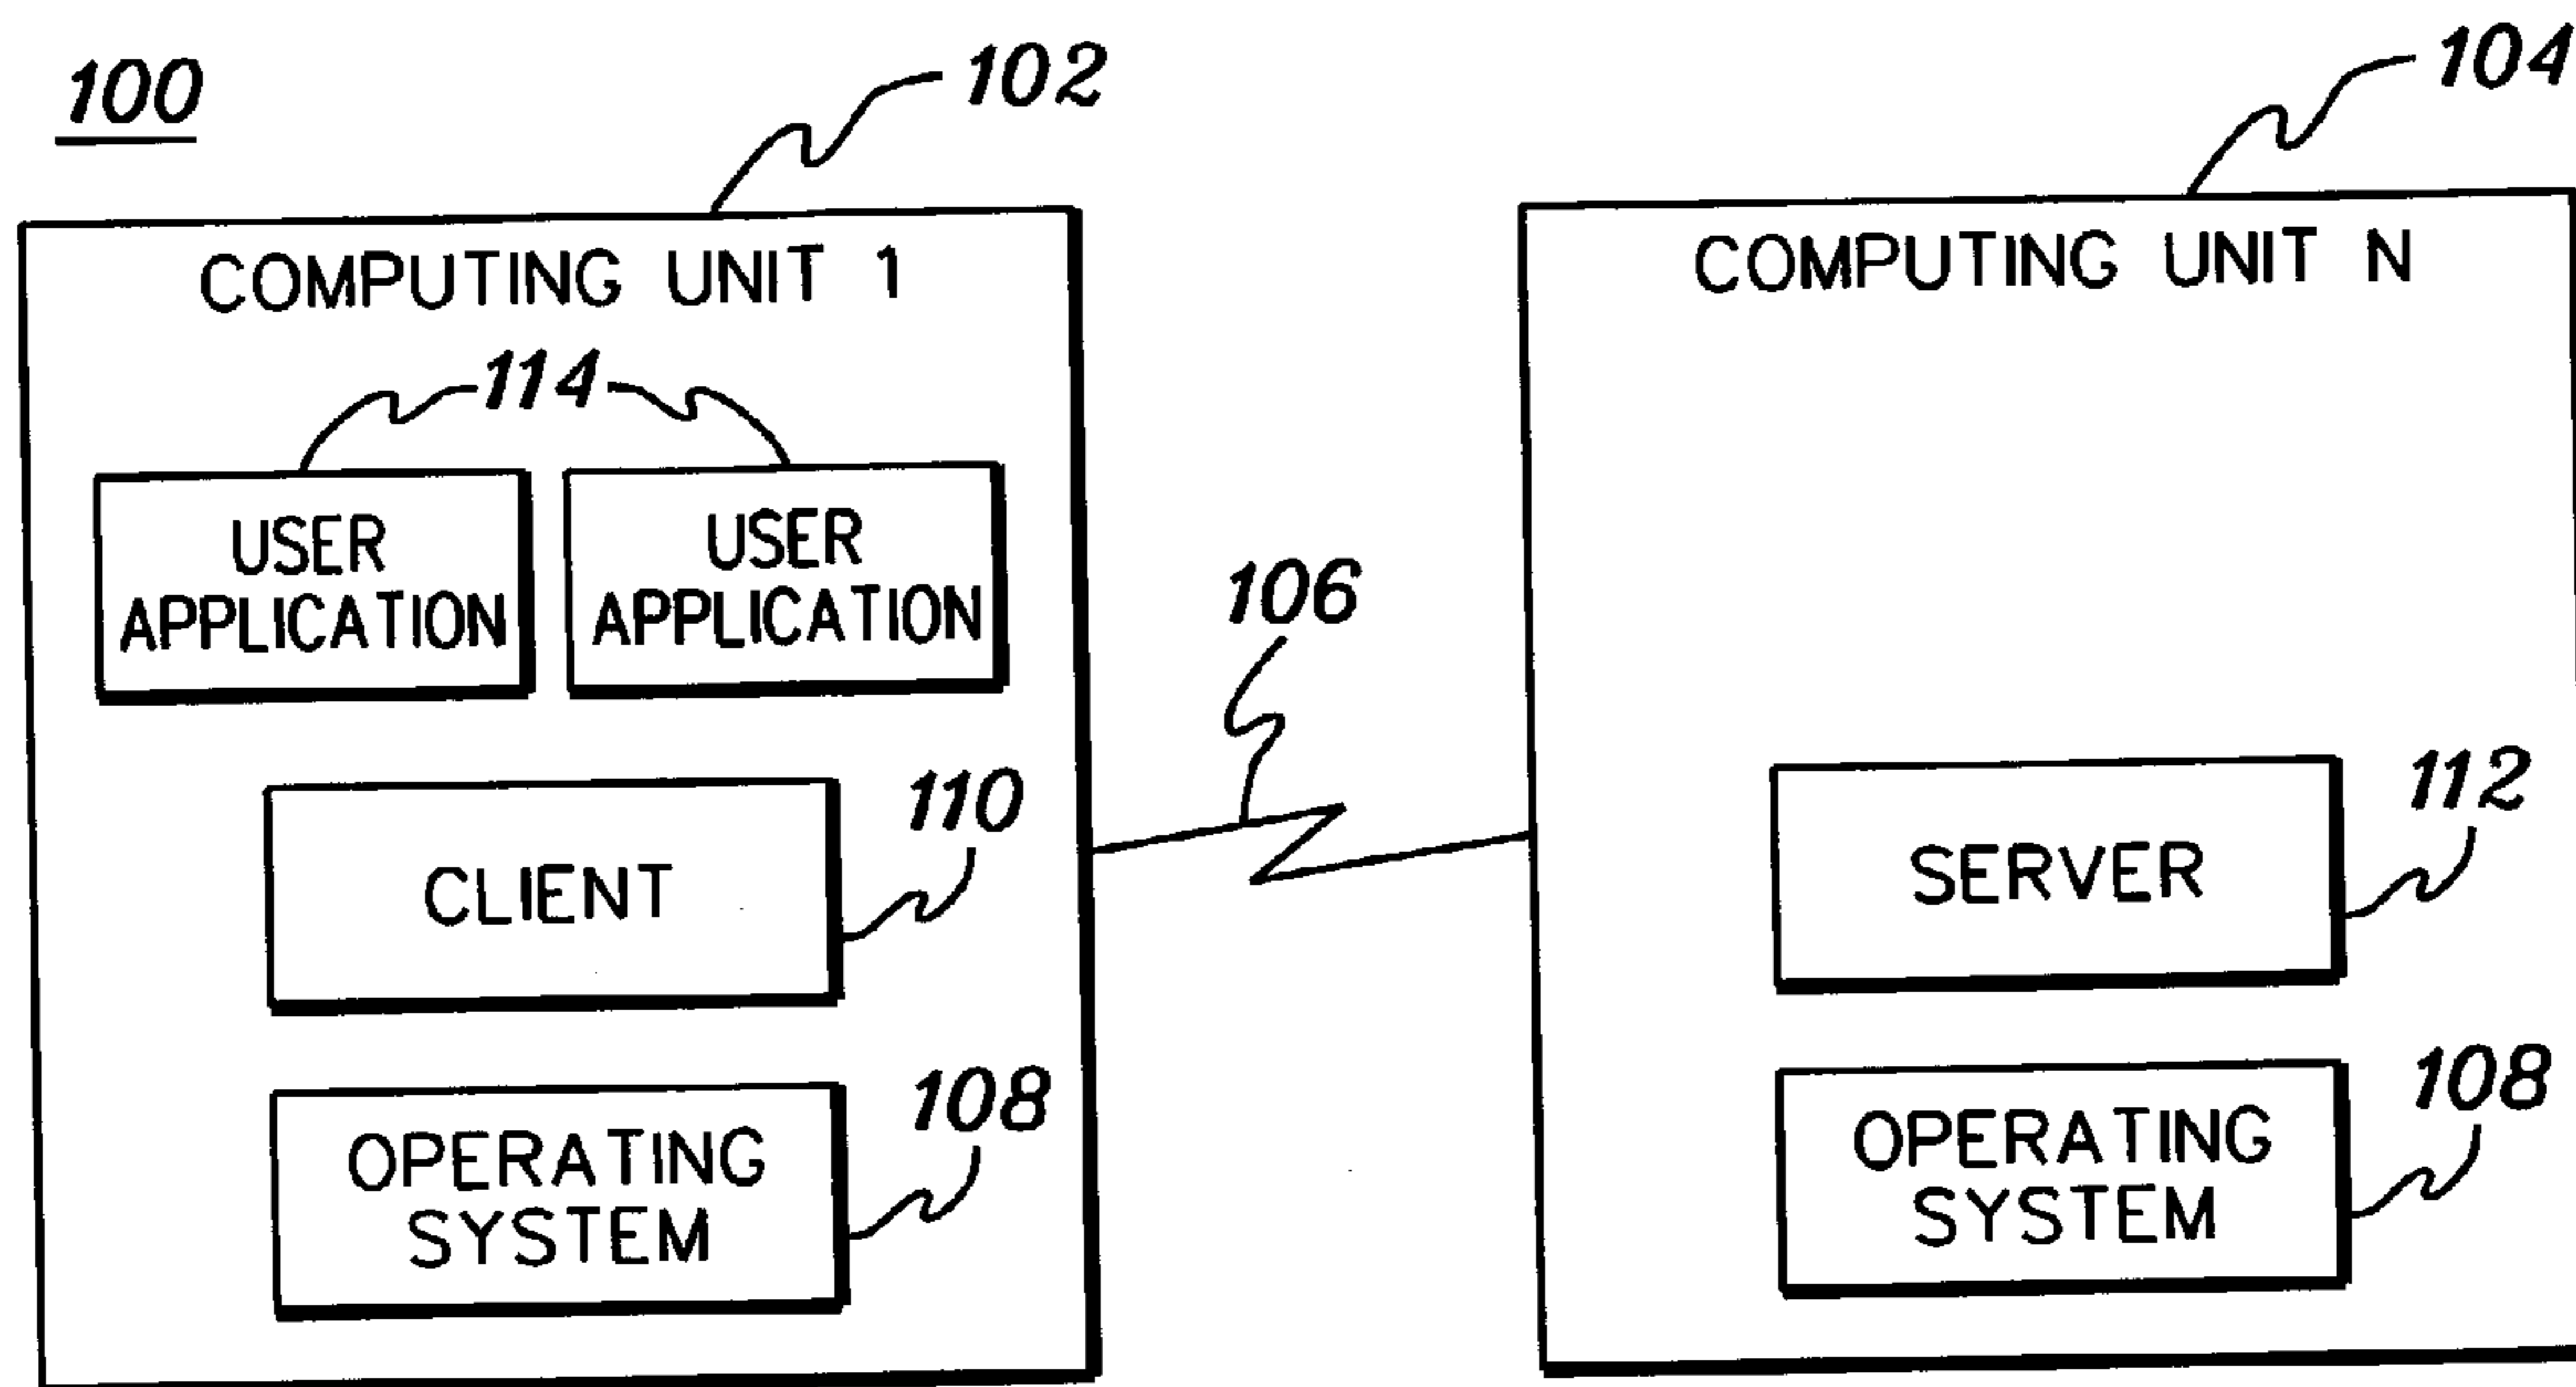 100
102
104
COMPUTING UNIT 1
COMPUTING UNIT N
114
USER
APPLICATION
USER
APPLICATION
106
110
CLIENT
112
SERVER
108
OPERATING
SYSTEM
108
OPERATING
SYSTEM